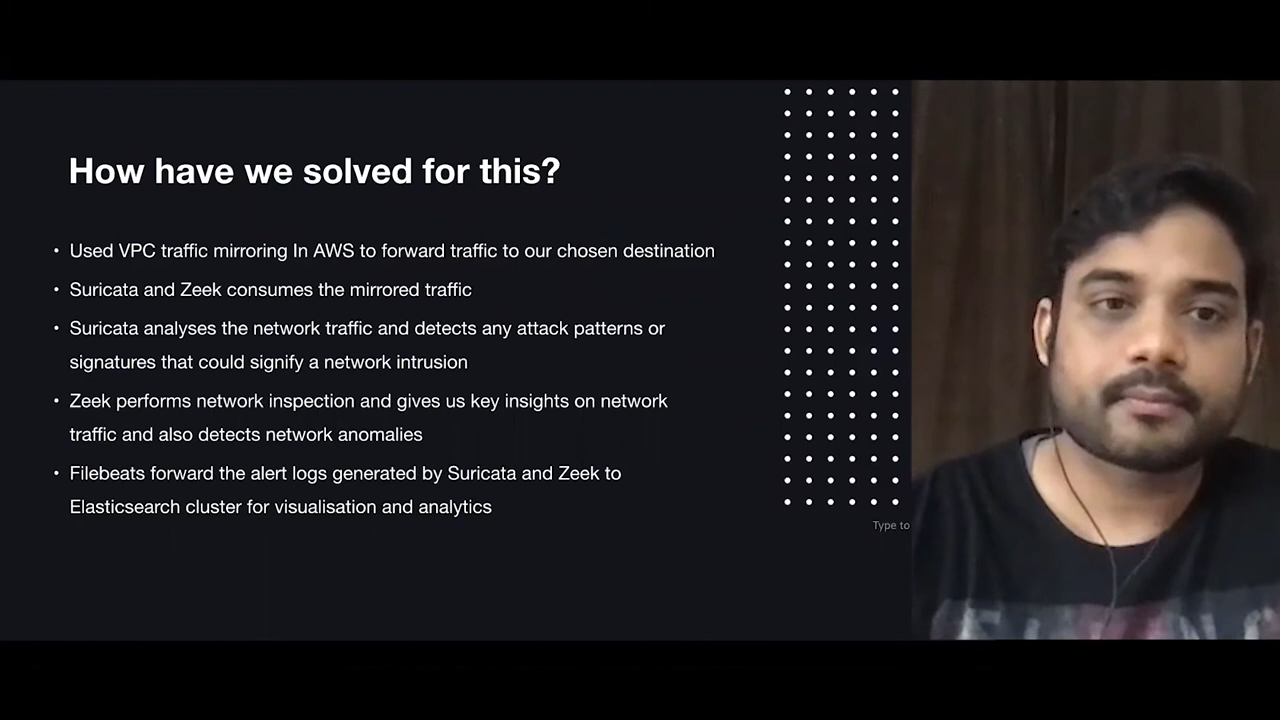 How have we solved for this?
• Used VPC traffic mirroring In AWS to forward traffic to our chosen destination
• Suricata and Zeek consumes the mirrored traffic
• Suricata analyses the network traffic and detects any attack patterns or
signatures that could signify a network intrusion
• Zeek performs network inspection and gives us key insights on network
traffic and also detects network anomalies
• Filebeats forward the alert logs generated by Suricata and Zeek to
Elasticsearch cluster for visualisation and analytics
Type to